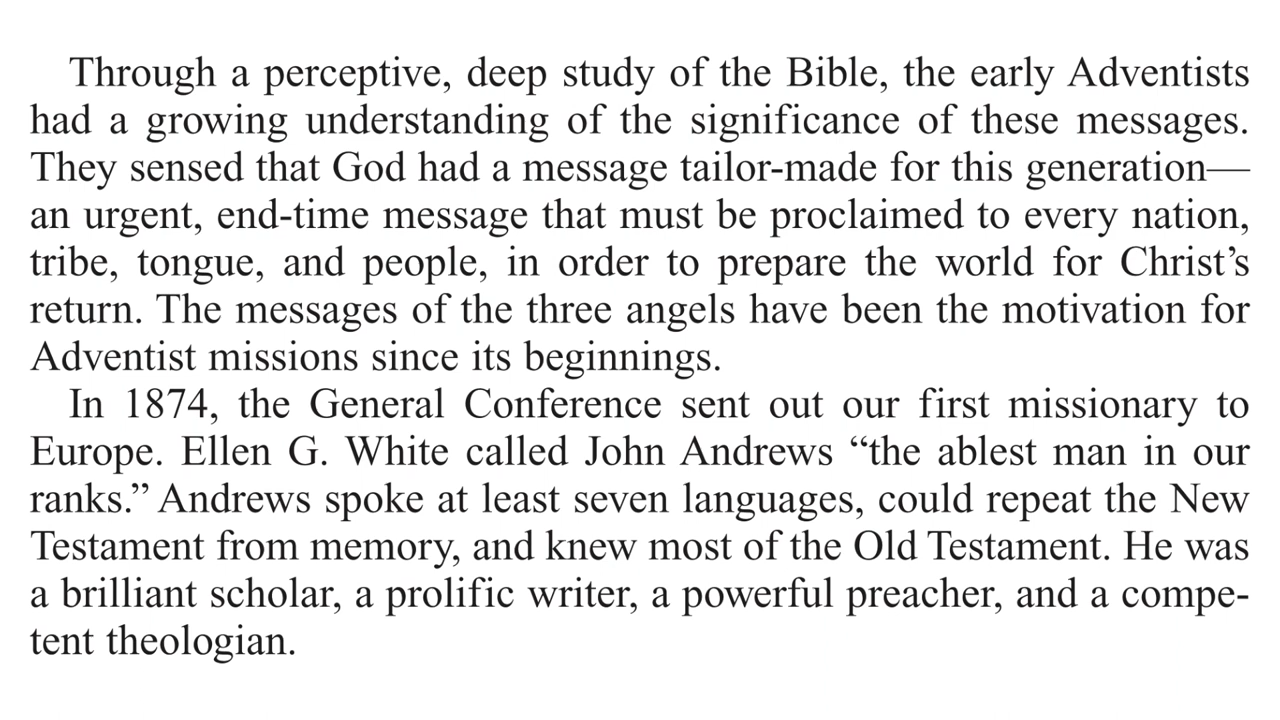 Through a perceptive, deep study of the Bible, the early Adventists
had a growing understanding of the significance of these messages.
They sensed that God had a message tailor-made for this generation—
an urgent, end-time message that must be proclaimed to every nation,
tribe, tongue, and people, in order to prepare the world for Christ’s
return. The messages of the three angels have been the motivation for
Adventist missions since its beginnings.
In 1874, the General Conference sent out our first missionary to
Europe. Ellen G. White called John Andrews “the ablest man in our
ranks.” Andrews spoke at least seven languages, could repeat the New
Testament from memory, and knew most of the Old Testament. He was
a brilliant scholar, a prolific writer, a powerful preacher, and a compe-
tent theologian.